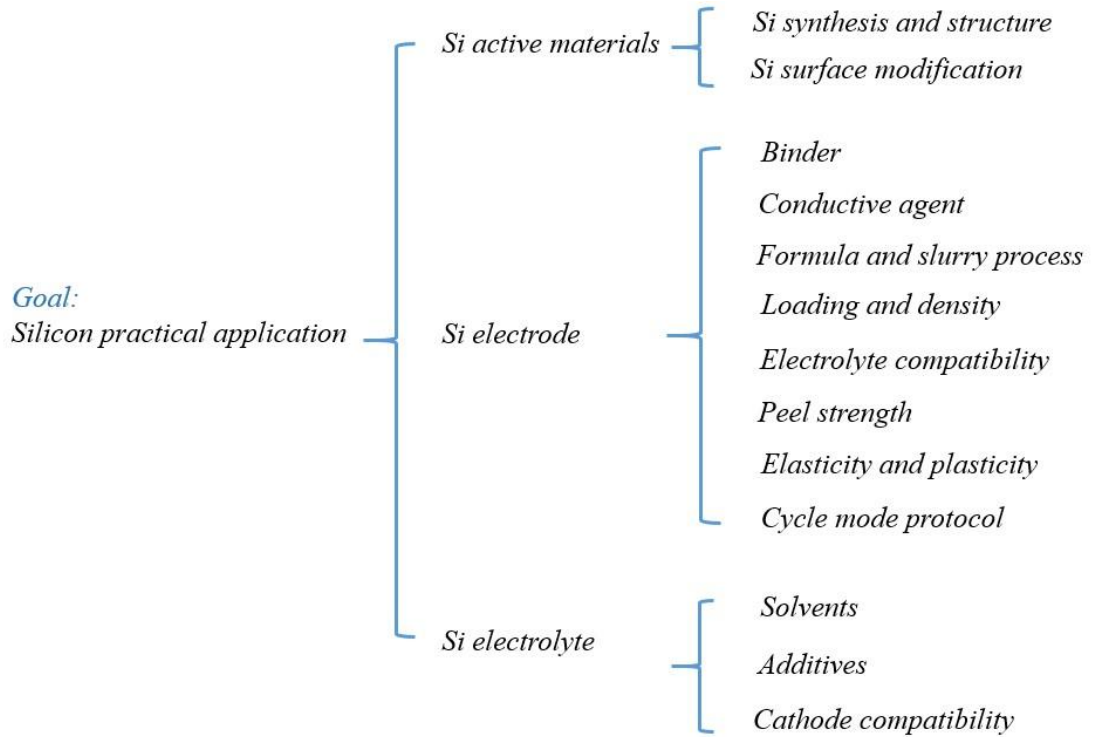 Goal:
Silicon practical application
Si active materials
Si synthesis and structure
Si surface modification
Si electrode
Binder
Conductive agent
Formula and slurry process
Loading and density
Electrolyte compatibility
Peel strength
Elasticity and plasticity
Cycle mode protocol
Si electrolyte
Solvents
Additives
Cathode compatibility